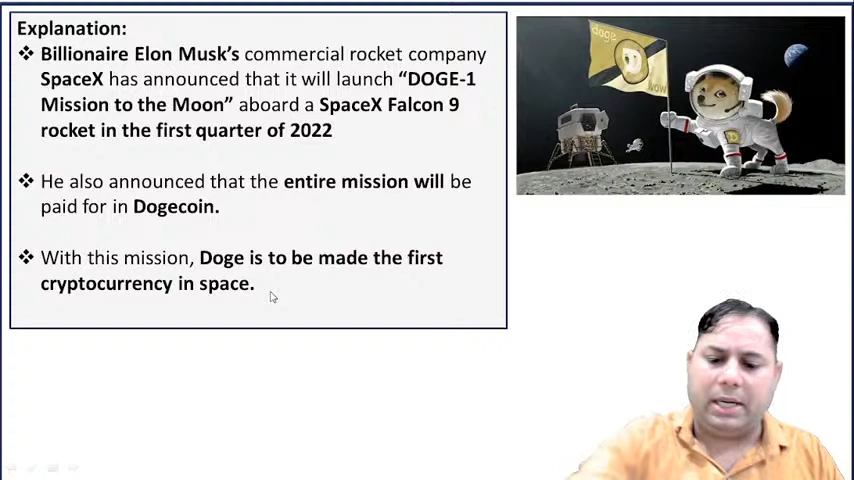 Explanation:
❖ Billionaire Elon Musk's commercial rocket company
SpaceX has announced that it will launch "DOGE-1
Mission to the Moon" aboard a SpaceX Falcon 9
rocket in the first quarter of 2022
❖ He also announced that the entire mission will be
paid for in Dogecoin.
❖ With this mission, Doge is to be made the first
cryptocurrency in space.
doge
WOW